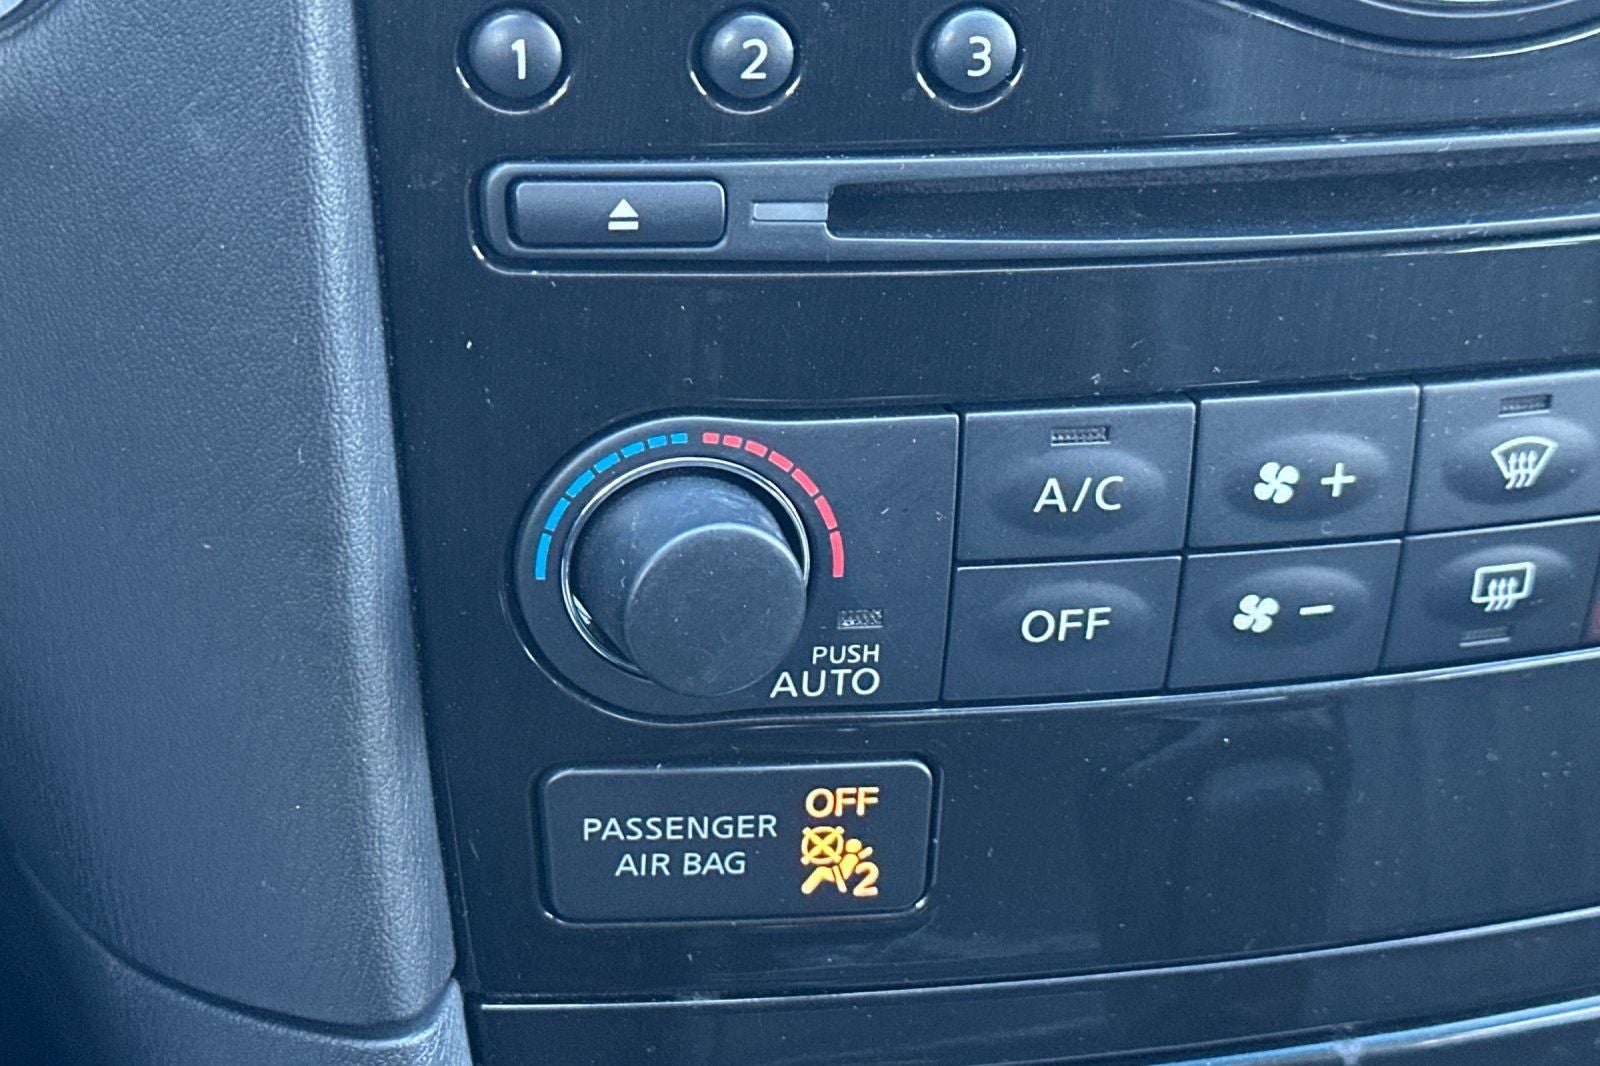 1 2 3
A/C
+
OFF
-
PUSH
AUTO
PASSENGER
AIR BAG
OFF
2